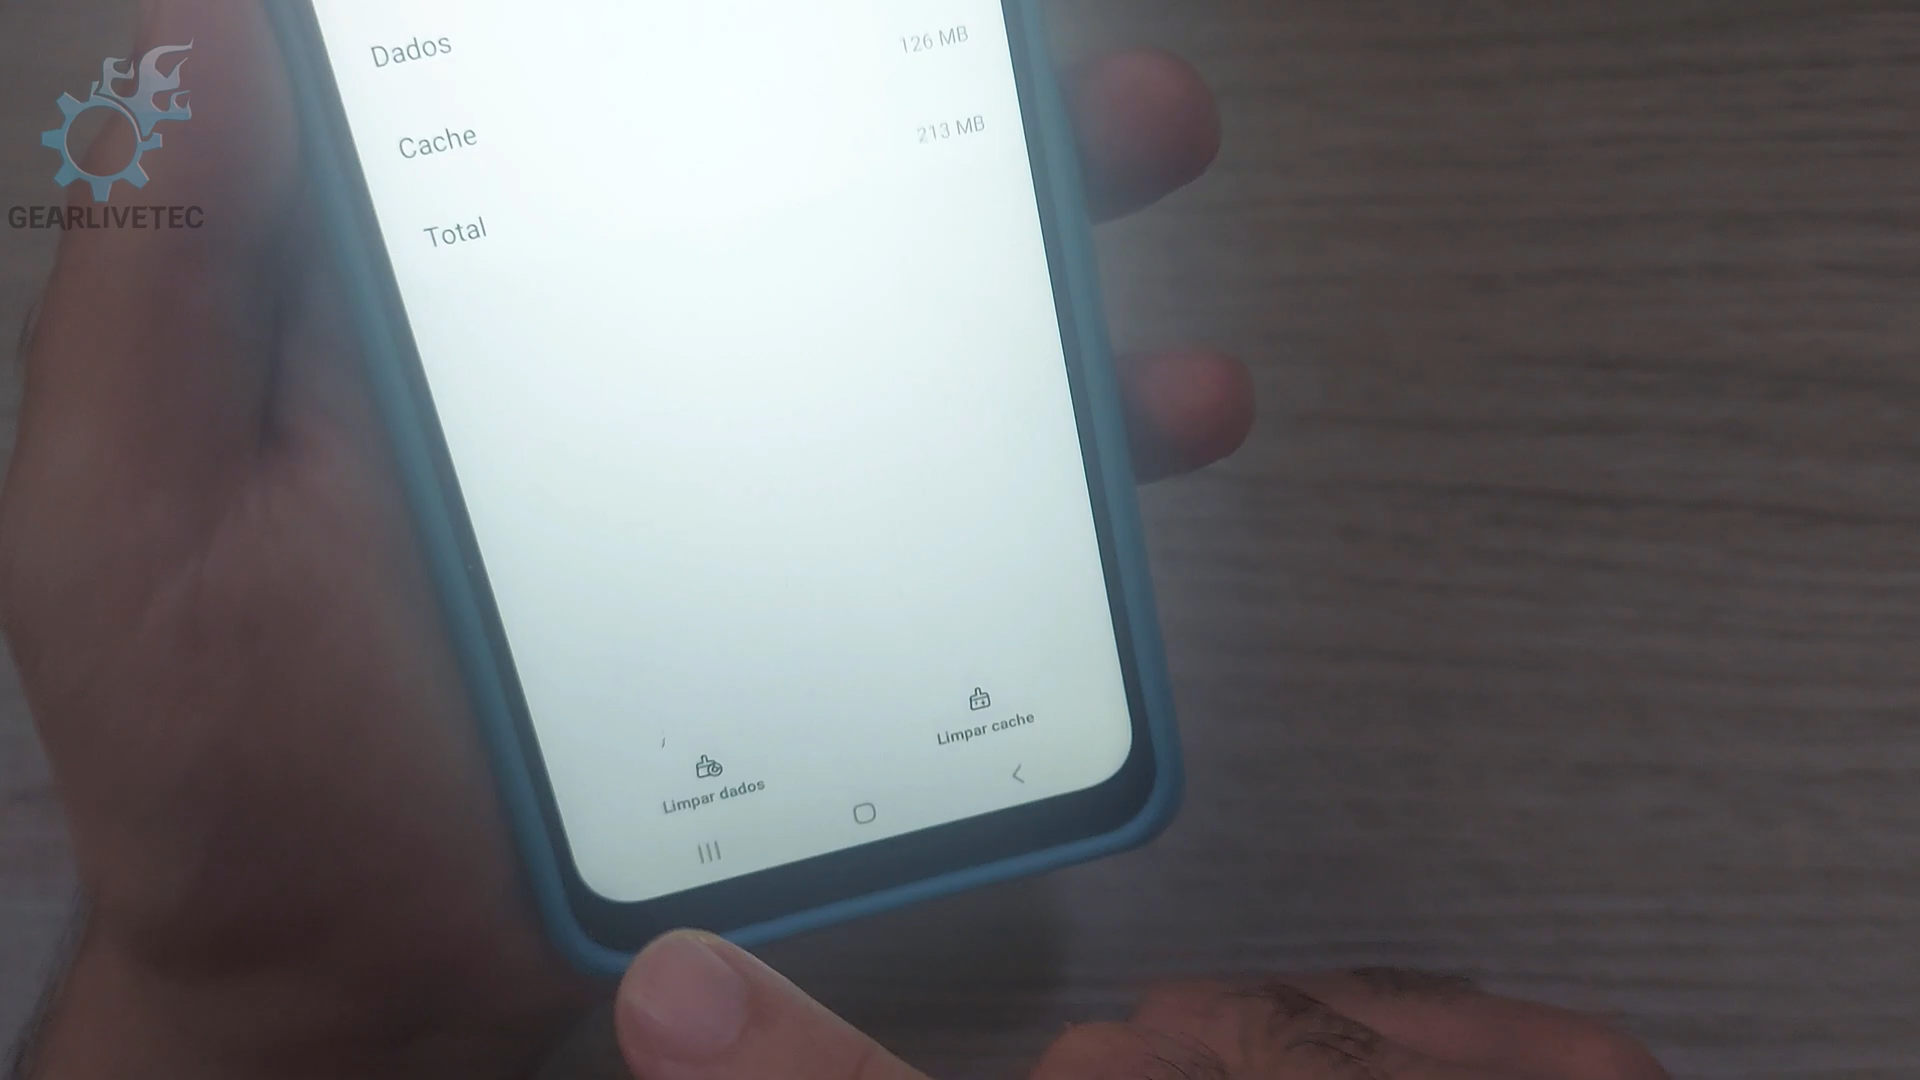 GEARLIVETEC
Dados
Cache 126 MB
Total 213 MB
Limpar dados
Limpar cache